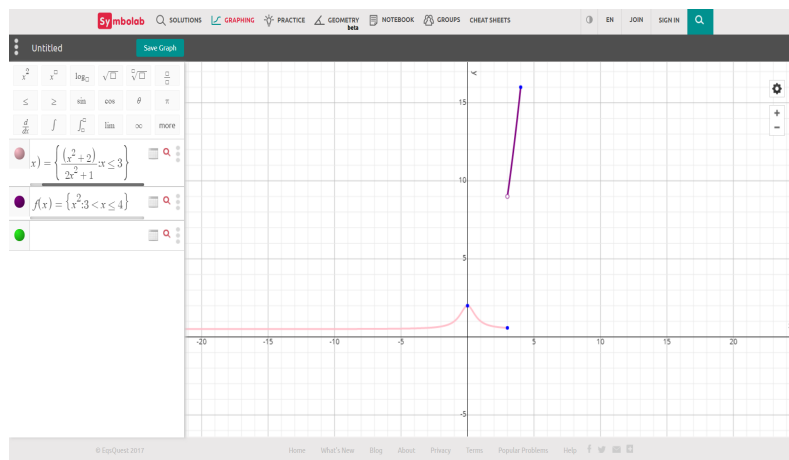 Symbolab SOLUTIONS GRAPHING PRACTICE GEOMETRY beta NOTEBOOK GROUPS CHEAT SHEETS EN JOIN SIGN IN
Untitled Save Graph
x² x□ log□ √□ □√□ □/□
≤ ≥ sin cos θ π
d/dx ∫ ∫□□ lim ∞ more
x) = { (x²+2)/(2x²+1) :x ≤ 3 }
f(x) = {x²:3 < x ≤ 4}
y
15
10
5
-20 -15 -10 -5 5 10 15 20
-5
© EqsQuest 2017 Home What's New Blog About Privacy Terms Popular Problems Help